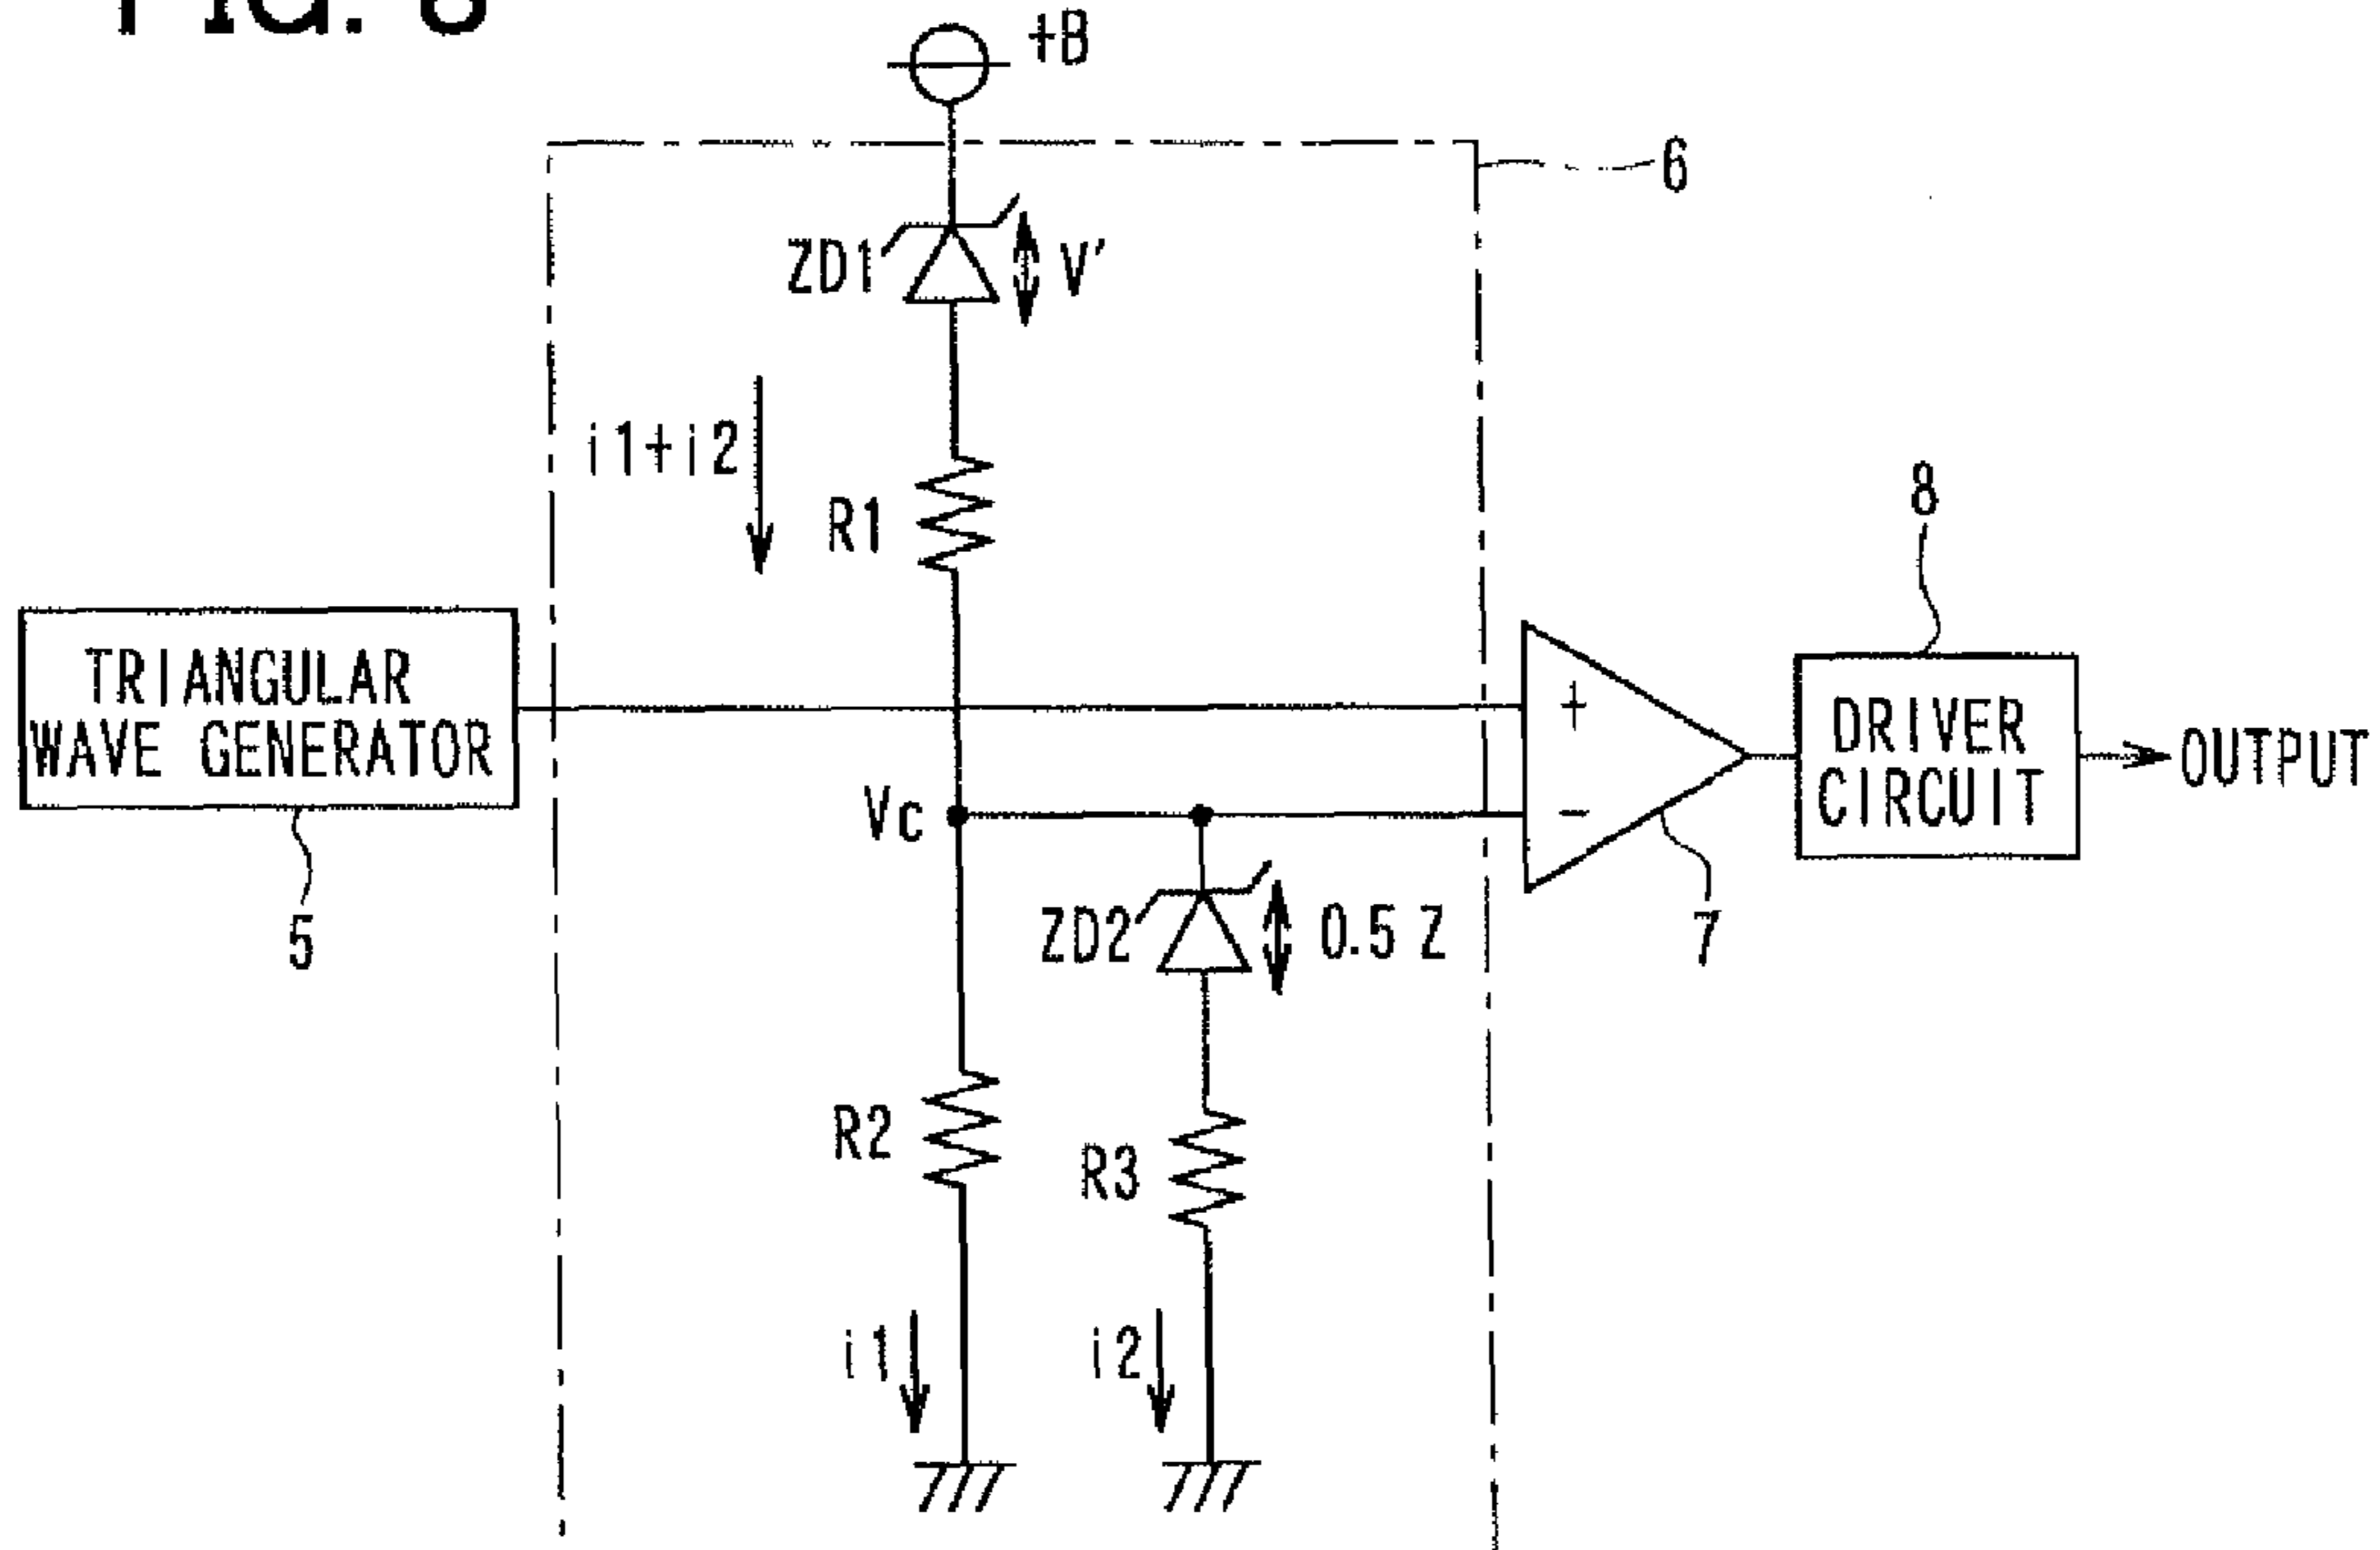 +B
6
ZD1
V'
i1+i2
R1
8
TRIANGULAR
WAVE GENERATOR
+
DRIVER
CIRCUIT
OUTPUT
Vc
−
5
ZD2
0.5 Z
7
R2
R3
i1
i2